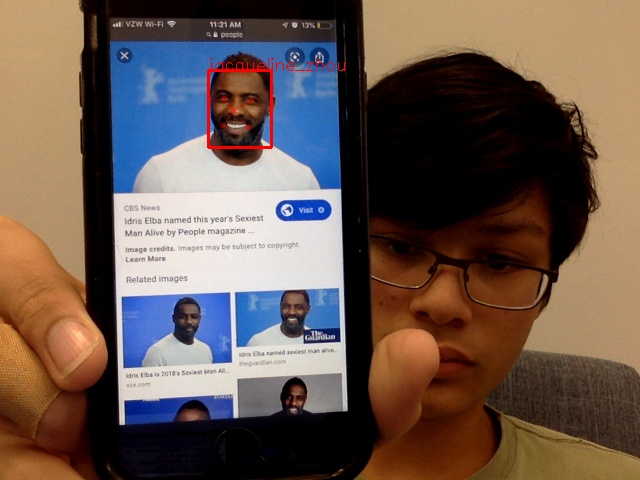 VZW Wi-Fi 11:21 AM 13%
people
jacqueline_zhou
CBS News
Visit
Idris Elba named this year's Sexiest
Man Alive by People magazine ...
Image credits. Images may be subject to copyright.
Learn More
Related images
The
Guardian
Idris Elba is 2018's Sexiest Man Ali..
vox.com
Idris Elba named sexiest man alive..
theguardian.com